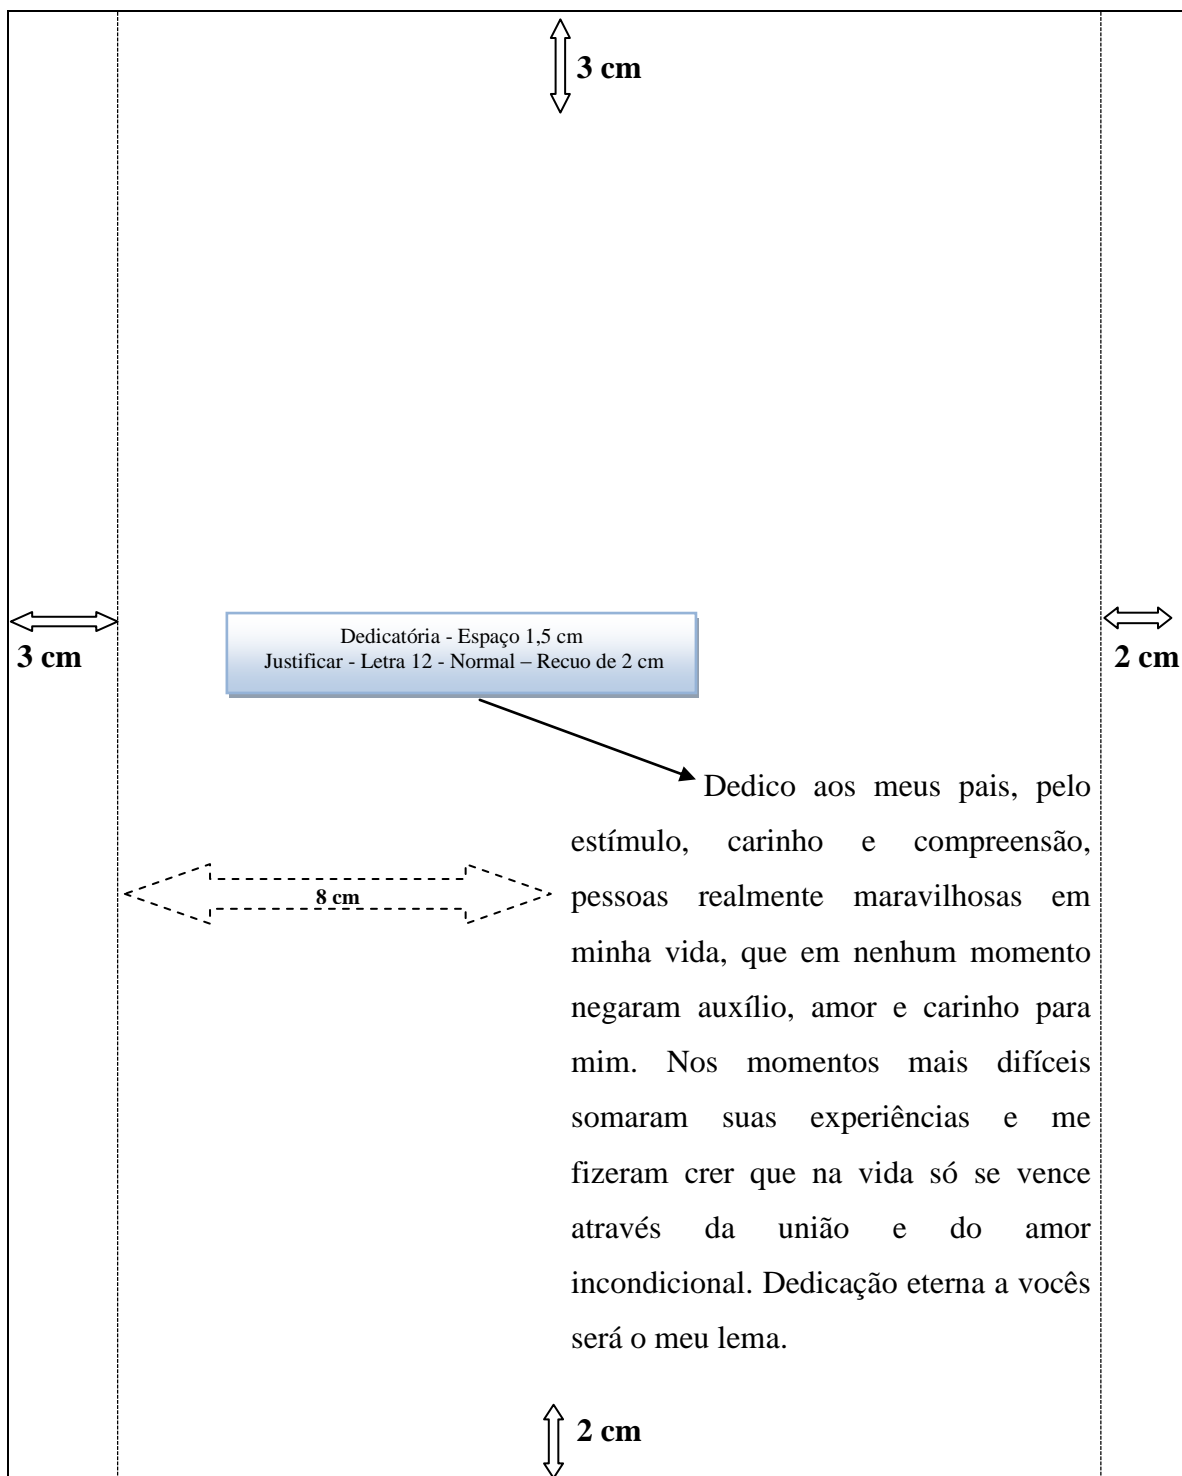 3 cm
Dedicatória - Espaço 1,5 cm
Justificar - Letra 12 - Normal – Recuo de 2 cm
3 cm
2 cm
Dedico aos meus pais, pelo
estímulo, carinho e compreensão,
8 cm
pessoas realmente maravilhosas em
minha vida, que em nenhum momento
negaram auxílio, amor e carinho para
mim. Nos momentos mais difíceis
somaram suas experiências e me
fizeram crer que na vida só se vence
através da união e do amor
incondicional. Dedicação eterna a vocês
será o meu lema.
2 cm